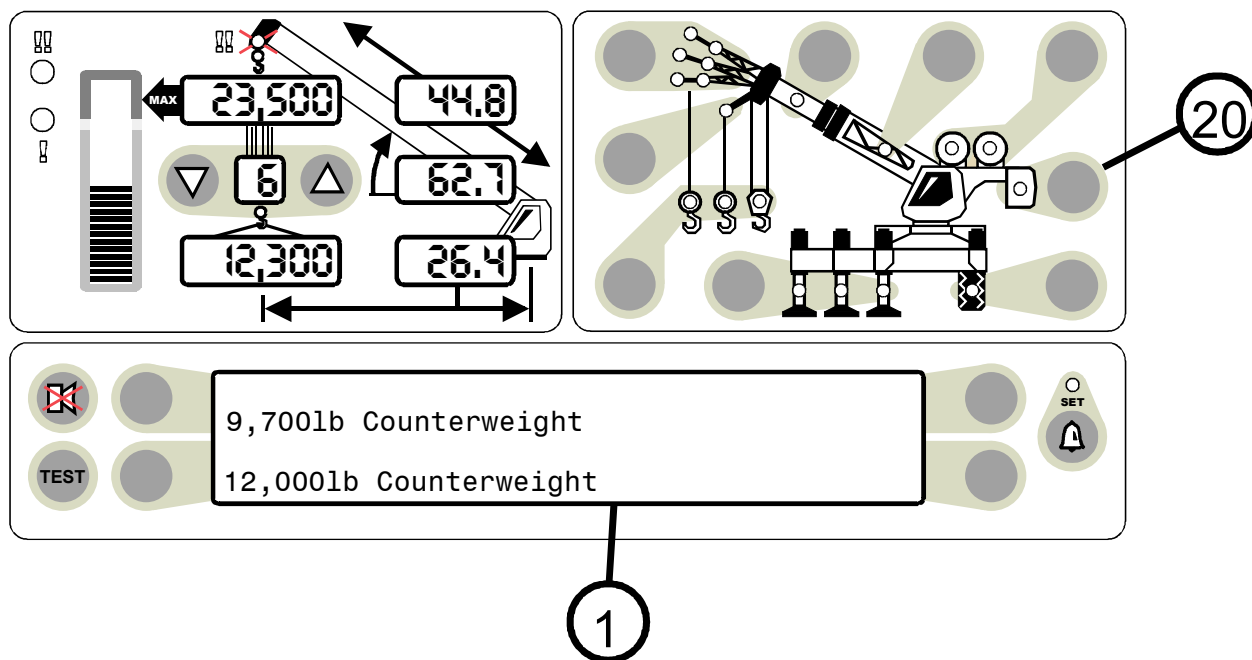 !! !!
MAX 23,500 44.8
!
6 62.7
12,300 26.4
20
9,700lb Counterweight
SET
TEST 12,000lb Counterweight
1